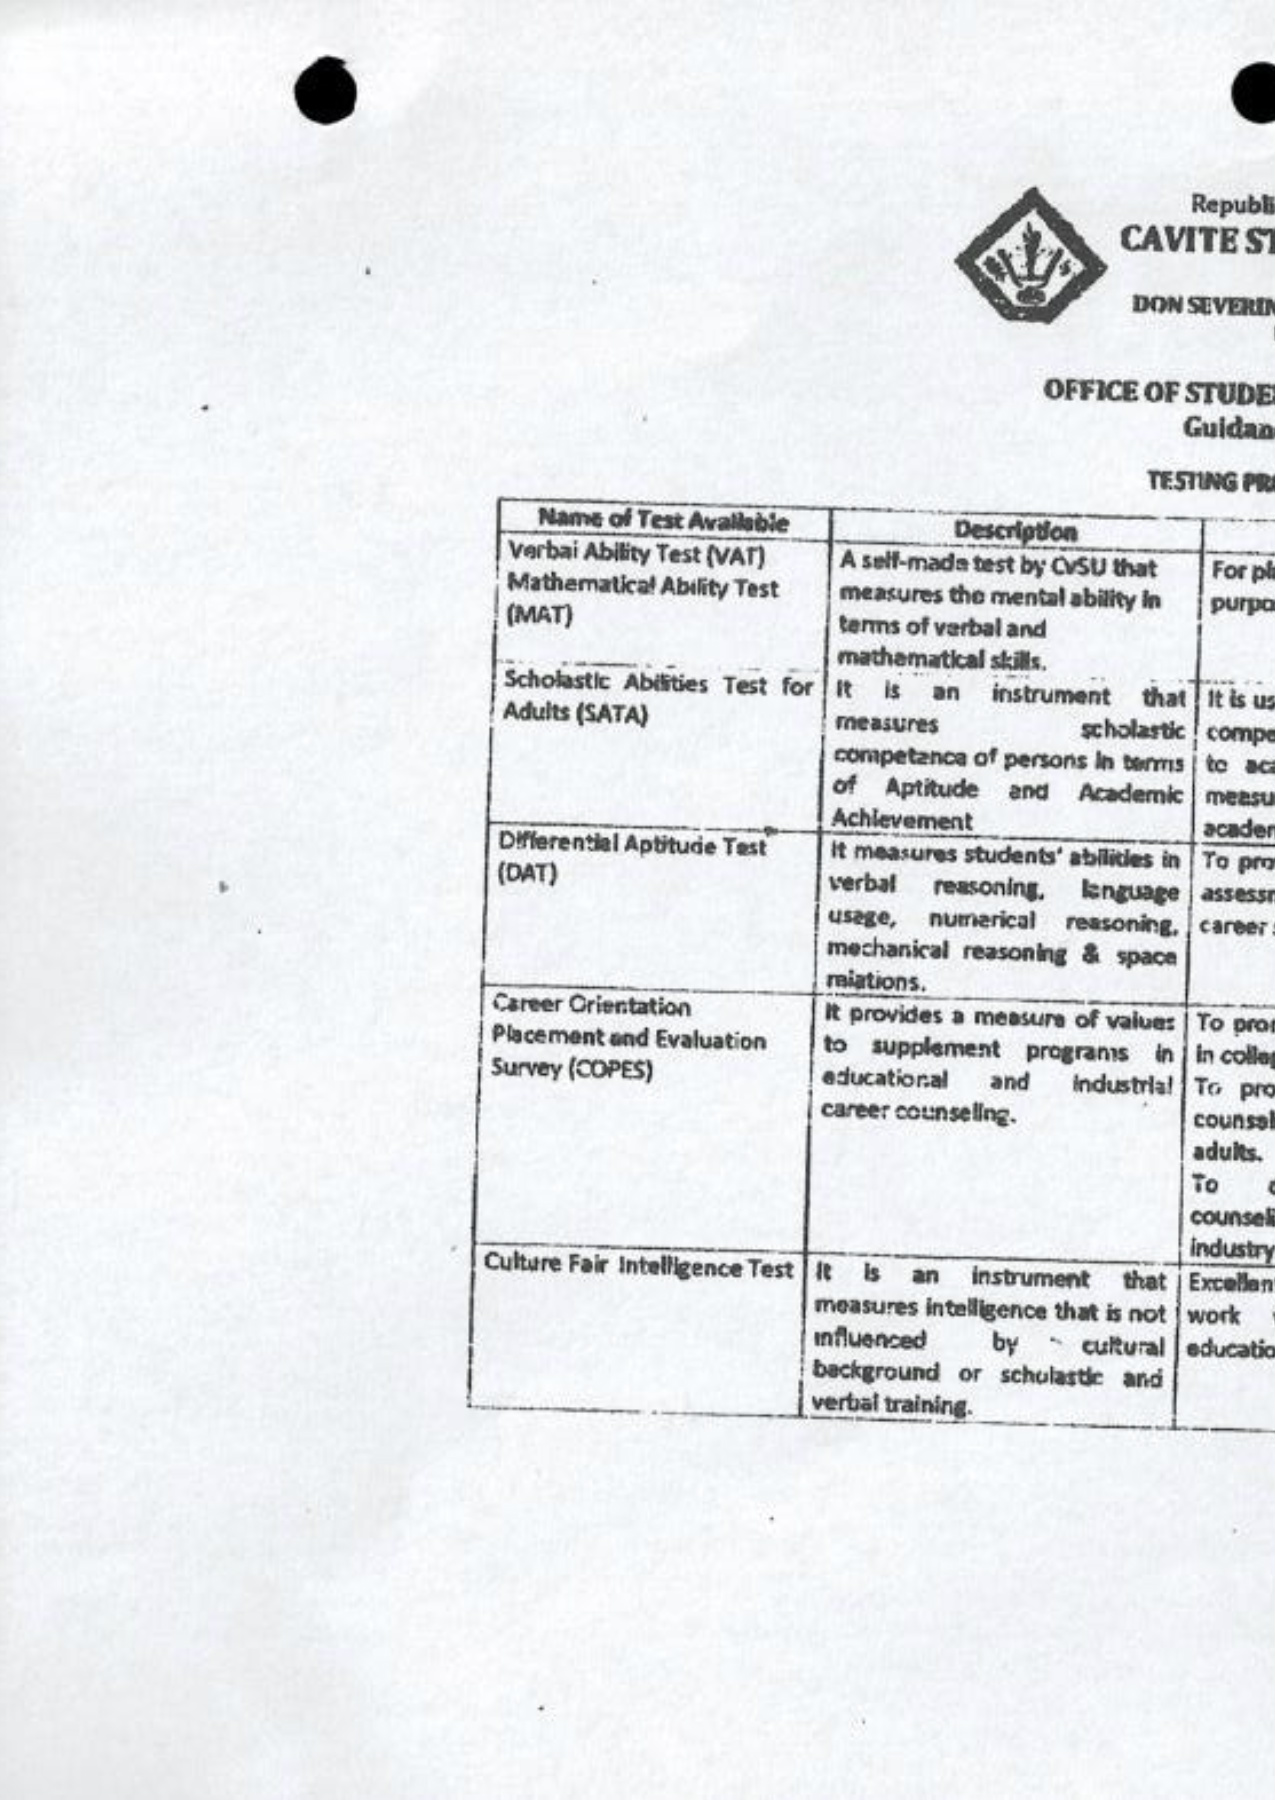 Republi
CAVITE ST
DON SEVERIN
OFFICE OF STUDE
Guidan
TESTING PR
Name of Test Available
Description
Verbal Ability Test (VAT)
Mathematical Ability Test
(MAT)
A self-made test by CvSU that
measures the mental ability in
terms of verbal and
mathematical skills.
For pl
purpo
Scholastic Abilities Test for
Adults (SATA)
It is an instrument that
measures scholastic
competence of persons in terms
of Aptitude and Academic
Achievement
It is us
compe
to aca
measu
academ
Differential Aptitude Test
(DAT)
It measures students' abilities in
verbal reasoning, language
usage, numerical reasoning,
mechanical reasoning & space
relations.
To pro
assessm
career
Career Orientation
Placement and Evaluation
Survey (COPES)
It provides a measure of values
to supplement programs in
educational and industrial
career counseling.
To pro
in colleg
To pro
counsel
adults.
To
counseli
industry
Culture Fair Intelligence Test
It is an instrument that
measures intelligence that is not
influenced by cultural
background or scholastic and
verbal training.
Excellen
work
educatio